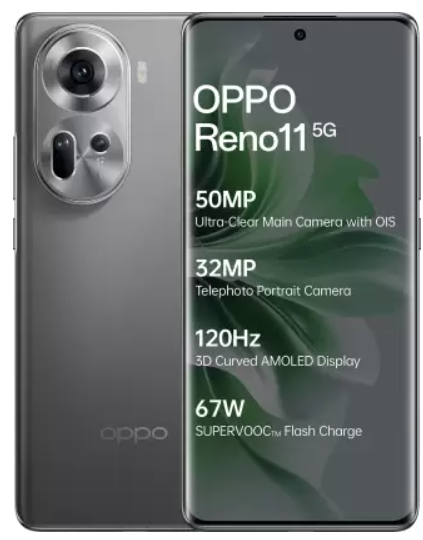 OPPO
Reno11 5G
50MP
Ultra-Clear Main Camera with OIS
32MP
Telephoto Portrait Camera
120Hz
3D Curved AMOLED Display
67W
SUPERVOOC™ Flash Charge
oppo